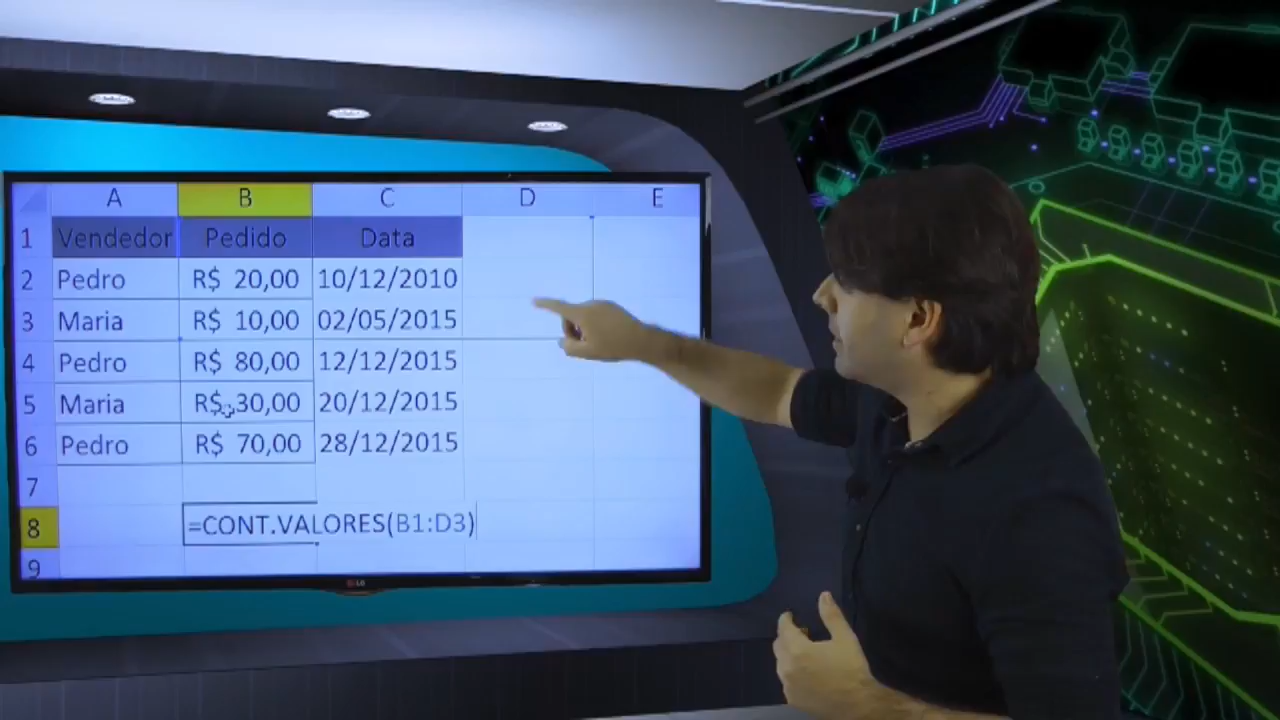 A B C D E
1 Vendedor Pedido Data
2 Pedro R$ 20,00 10/12/2010
3 Maria R$ 10,00 02/05/2015
4 Pedro R$ 80,00 12/12/2015
5 Maria R$ 30,00 20/12/2015
6 Pedro R$ 70,00 28/12/2015
7
8 =CONT.VALORES(B1:D3)
9
LG